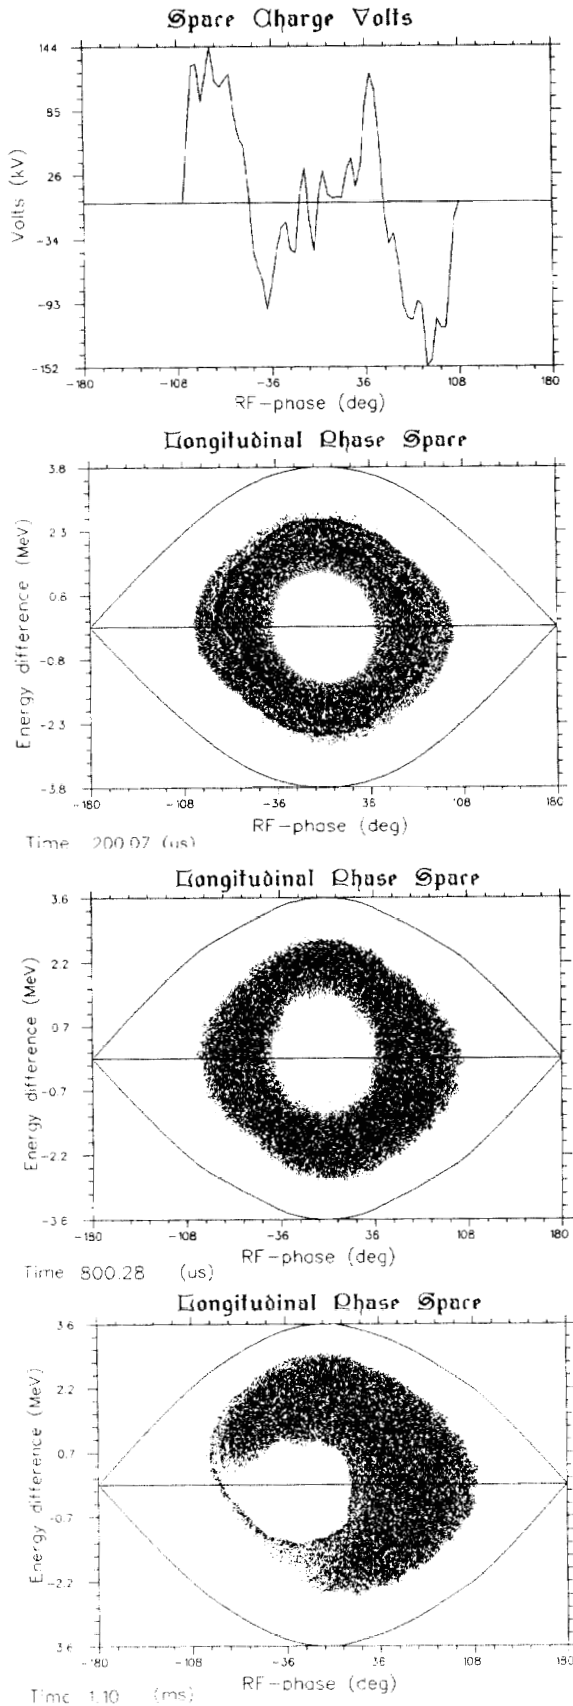 Space Charge Volts
144
85
26
-34
-93
-152
Volts (kV)
-180 -108 -36 36 108 180
RF-phase (deg)
Longitudinal Phase Space
3.8
2.3
0.8
-0.8
-2.3
-3.8
Energy difference (MeV)
-180 -108 -36 36 108 180
RF-phase (deg)
Time 200.07 (us)
Longitudinal Phase Space
3.6
2.2
0.7
-0.7
-2.2
-3.6
Energy difference (MeV)
-180 -108 -36 36 108 180
RF-phase (deg)
Time 800.28 (us)
Longitudinal Phase Space
3.6
2.2
0.7
-0.7
-2.2
3.6
Energy difference (MeV)
-180 -108 -36 36 108 180
RF-phase (deg)
Time 1.10 (ms)